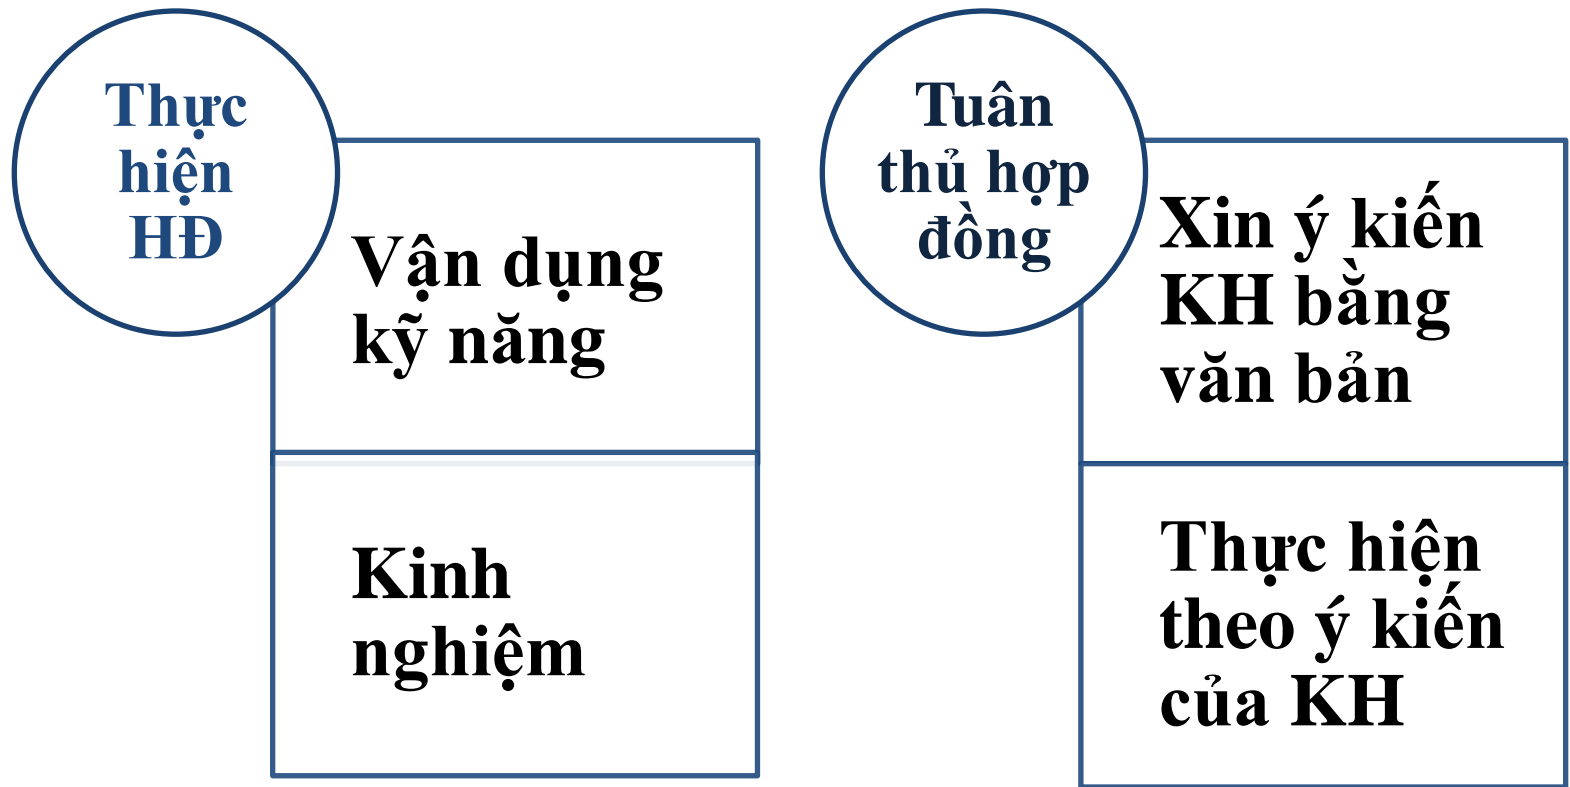 Thực
hiện
HĐ
Vận dụng
kỹ năng
Kinh
nghiệm
Tuân
thủ hợp
đồng
Xin ý kiến
KH bằng
văn bản
Thực hiện
theo ý kiến
của KH